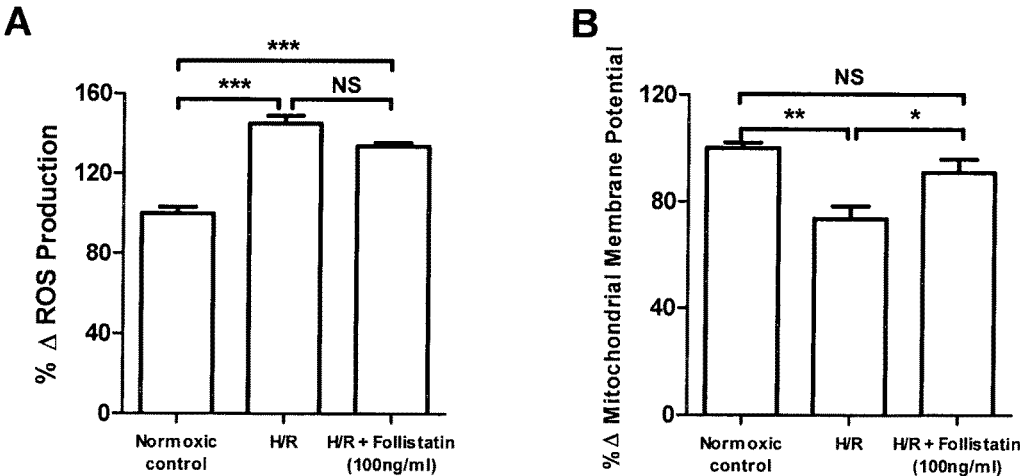 A
% Δ ROS Production
160
120
80
40
0
***
***
NS
Normoxic
control
H/R
H/R + Follistatin
(100ng/ml)
B
% Δ Mitochondrial Membrane Potential
120
80
40
0
NS
**
*
Normoxic
control
H/R
H/R + Follistatin
(100ng/ml)